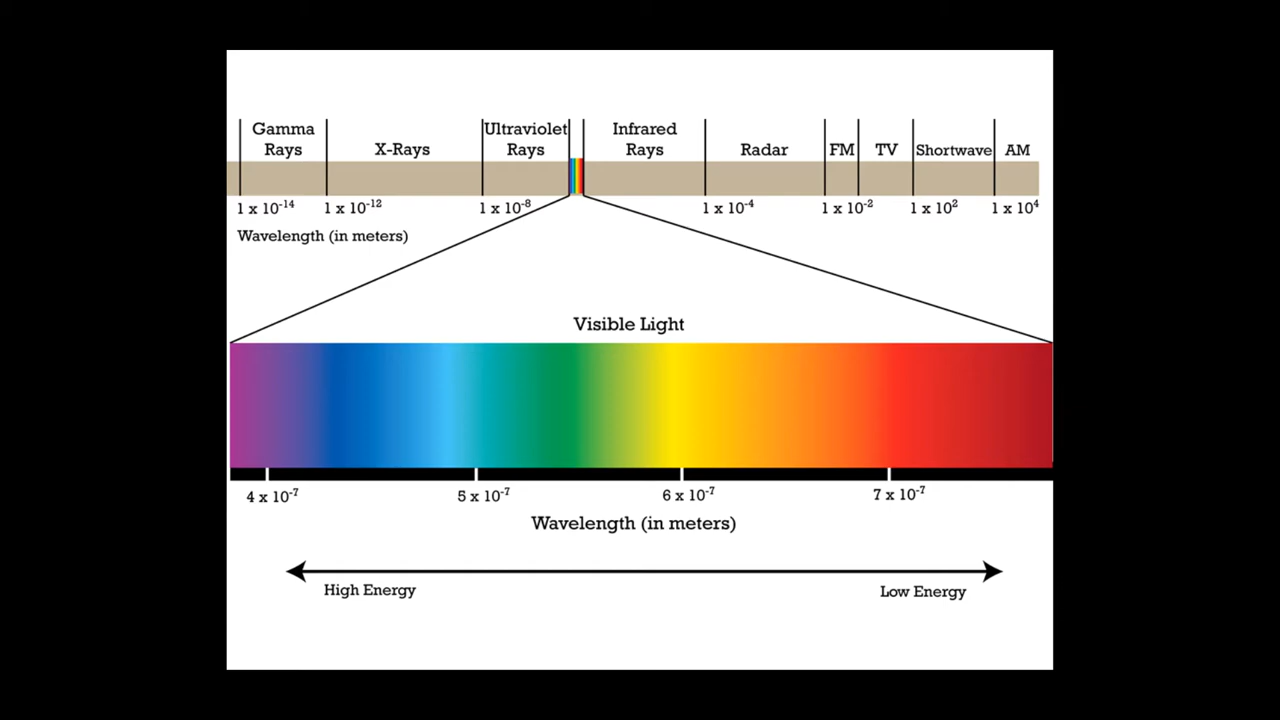 Gamma Rays
X-Rays
Ultraviolet Rays
Infrared Rays
Radar
FM
TV
Shortwave
AM
1 x 10⁻¹⁴
1 x 10⁻¹²
1 x 10⁻⁸
1 x 10⁻⁴
1 x 10⁻²
1 x 10²
1 x 10⁴
Wavelength (in meters)
Visible Light
4 x 10⁻⁷
5 x 10⁻⁷
6 x 10⁻⁷
7 x 10⁻⁷
Wavelength (in meters)
High Energy
Low Energy